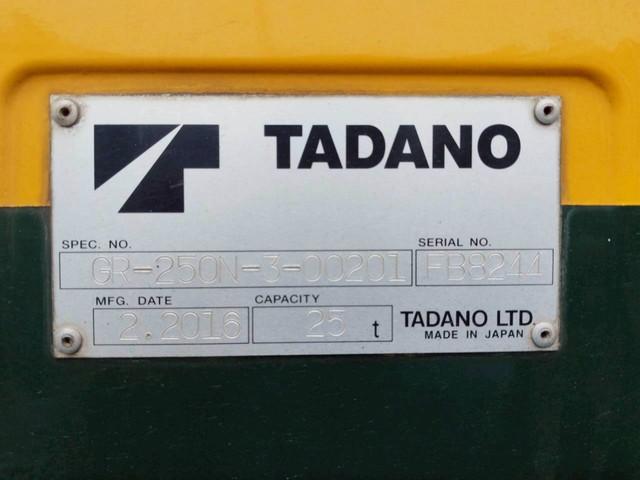 TADANO
SPEC. NO. SERIAL NO.
GR-250N-3-00201 FB8244
MFG. DATE CAPACITY
2.2016 25 t TADANO LTD.
MADE IN JAPAN